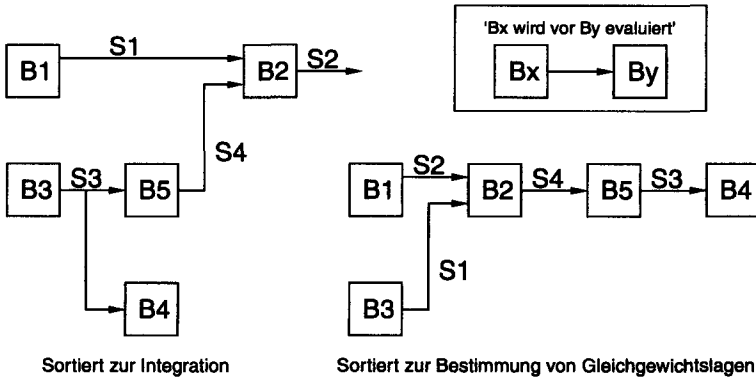 'Bx wird vor By evaluiert'
Bx
By
B1
S1
B2
S2
S4
B3
S3
B5
B4
B1
S2
B2
S4
B5
S3
B4
S1
B3
Sortiert zur Integration
Sortiert zur Bestimmung von Gleichgewichtslagen